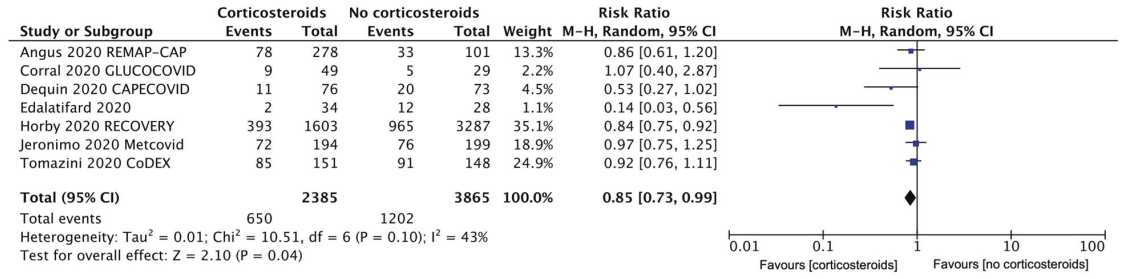 Corticosteroids No corticosteroids Risk Ratio Risk Ratio
Study or Subgroup Events Total Events Total Weight M-H, Random, 95% CI M-H, Random, 95% CI
Angus 2020 REMAP-CAP 78 278 33 101 13.3% 0.86 [0.61, 1.20]
Corral 2020 GLUCOCOVID 9 49 5 29 2.2% 1.07 [0.40, 2.87]
Dequin 2020 CAPECOVID 11 76 20 73 4.5% 0.53 [0.27, 1.02]
Edalatifard 2020 2 34 12 28 1.1% 0.14 [0.03, 0.56]
Horby 2020 RECOVERY 393 1603 965 3287 35.1% 0.84 [0.75, 0.92]
Jeronimo 2020 Metcovid 72 194 76 199 18.9% 0.97 [0.75, 1.25]
Tomazini 2020 CoDEX 85 151 91 148 24.9% 0.92 [0.76, 1.11]
Total (95% CI) 2385 3865 100.0% 0.85 [0.73, 0.99]
Total events 650 1202
Heterogeneity: Tau² = 0.01; Chi² = 10.51, df = 6 (P = 0.10); I² = 43%
Test for overall effect: Z = 2.10 (P = 0.04)
0.01 0.1 1 10 100
Favours [corticosteroids] Favours [no corticosteroids]